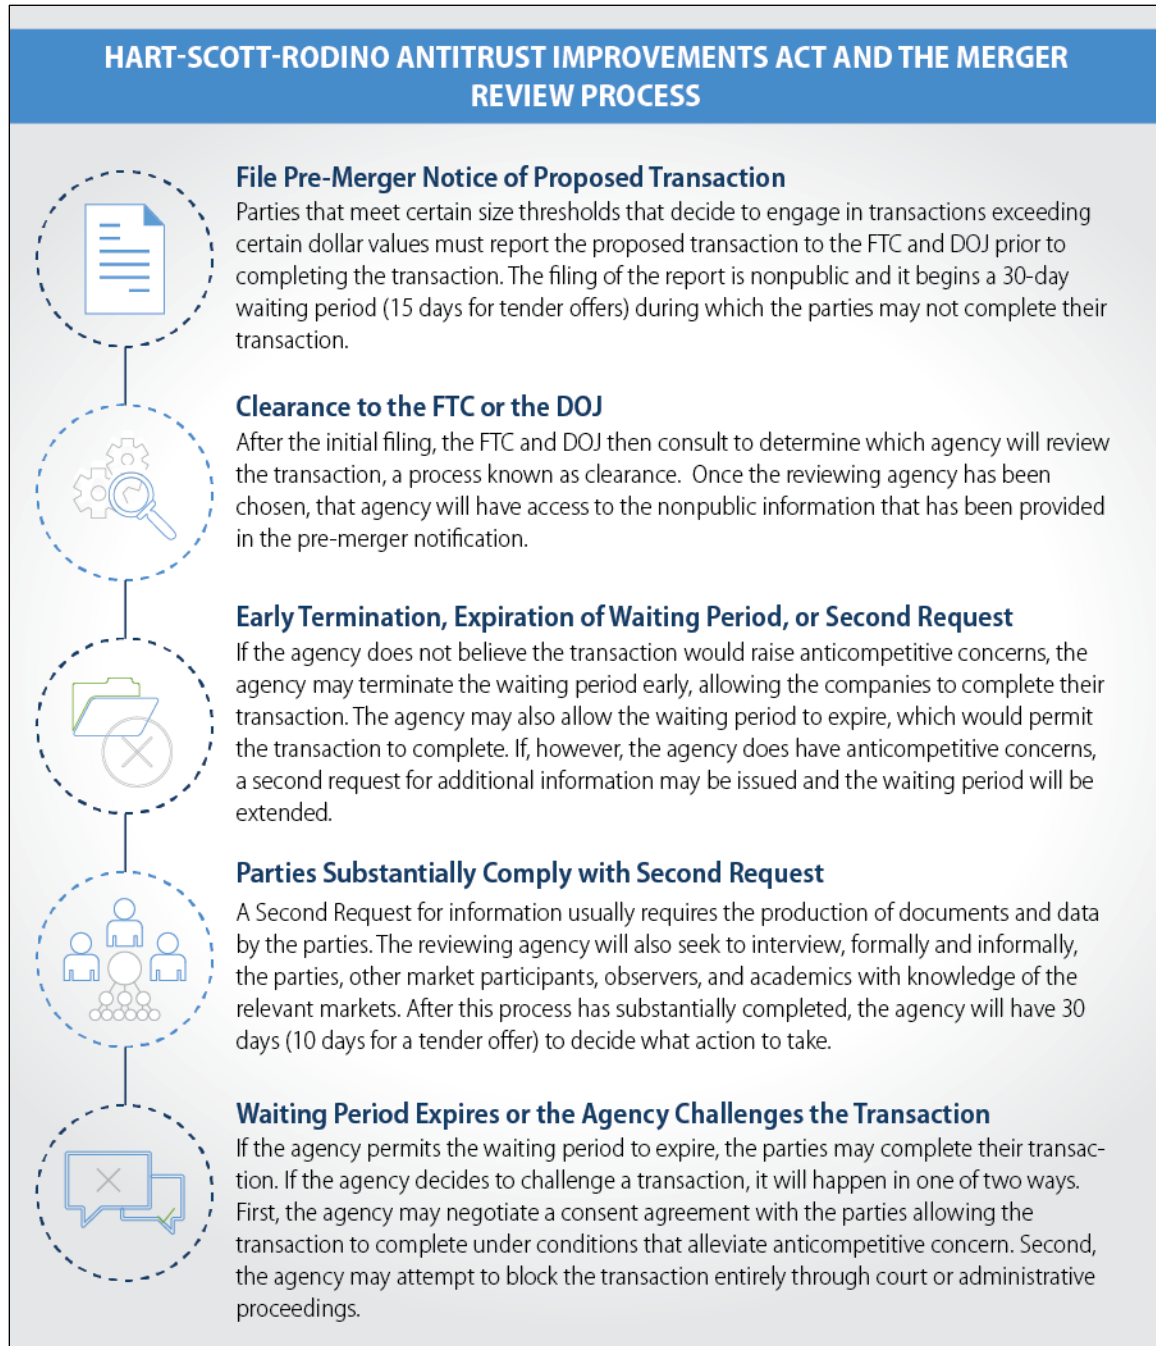 HART-SCOTT-RODINO ANTITRUST IMPROVEMENTS ACT AND THE MERGER
REVIEW PROCESS
File Pre-Merger Notice of Proposed Transaction
Parties that meet certain size thresholds that decide to engage in transactions exceeding
certain dollar values must report the proposed transaction to the FTC and DOJ prior to
completing the transaction. The filing of the report is nonpublic and it begins a 30-day
waiting period (15 days for tender offers) during which the parties may not complete their
transaction.
Clearance to the FTC or the DOJ
After the initial filing, the FTC and DOJ then consult to determine which agency will review
the transaction, a process known as clearance.  Once the reviewing agency has been
chosen, that agency will have access to the nonpublic information that has been provided
in the pre-merger notification.
Early Termination, Expiration of Waiting Period, or Second Request
If the agency does not believe the transaction would raise anticompetitive concerns, the
agency may terminate the waiting period early, allowing the companies to complete their
transaction. The agency may also allow the waiting period to expire, which would permit
the transaction to complete. If, however, the agency does have anticompetitive concerns,
a second request for additional information may be issued and the waiting period will be
extended.
Parties Substantially Comply with Second Request
A Second Request for information usually requires the production of documents and data
by the parties. The reviewing agency will also seek to interview, formally and informally,
the parties, other market participants, observers, and academics with knowledge of the
relevant markets. After this process has substantially completed, the agency will have 30
days (10 days for a tender offer) to decide what action to take.
Waiting Period Expires or the Agency Challenges the Transaction
If the agency permits the waiting period to expire, the parties may complete their transac-
tion. If the agency decides to challenge a transaction, it will happen in one of two ways.
First, the agency may negotiate a consent agreement with the parties allowing the
transaction to complete under conditions that alleviate anticompetitive concern. Second,
the agency may attempt to block the transaction entirely through court or administrative
proceedings.